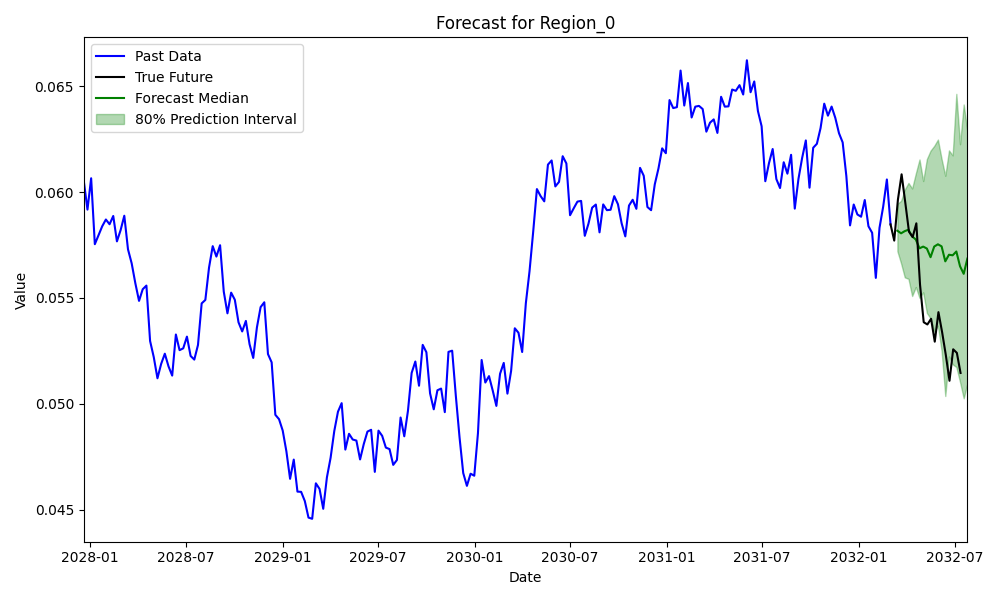 Forecast for Region_0
Past Data
True Future
Forecast Median
80% Prediction Interval
Value
0.065
0.060
0.055
0.050
0.045
2028-01
2028-07
2029-01
2029-07
2030-01
2030-07
2031-01
2031-07
2032-01
2032-07
Date